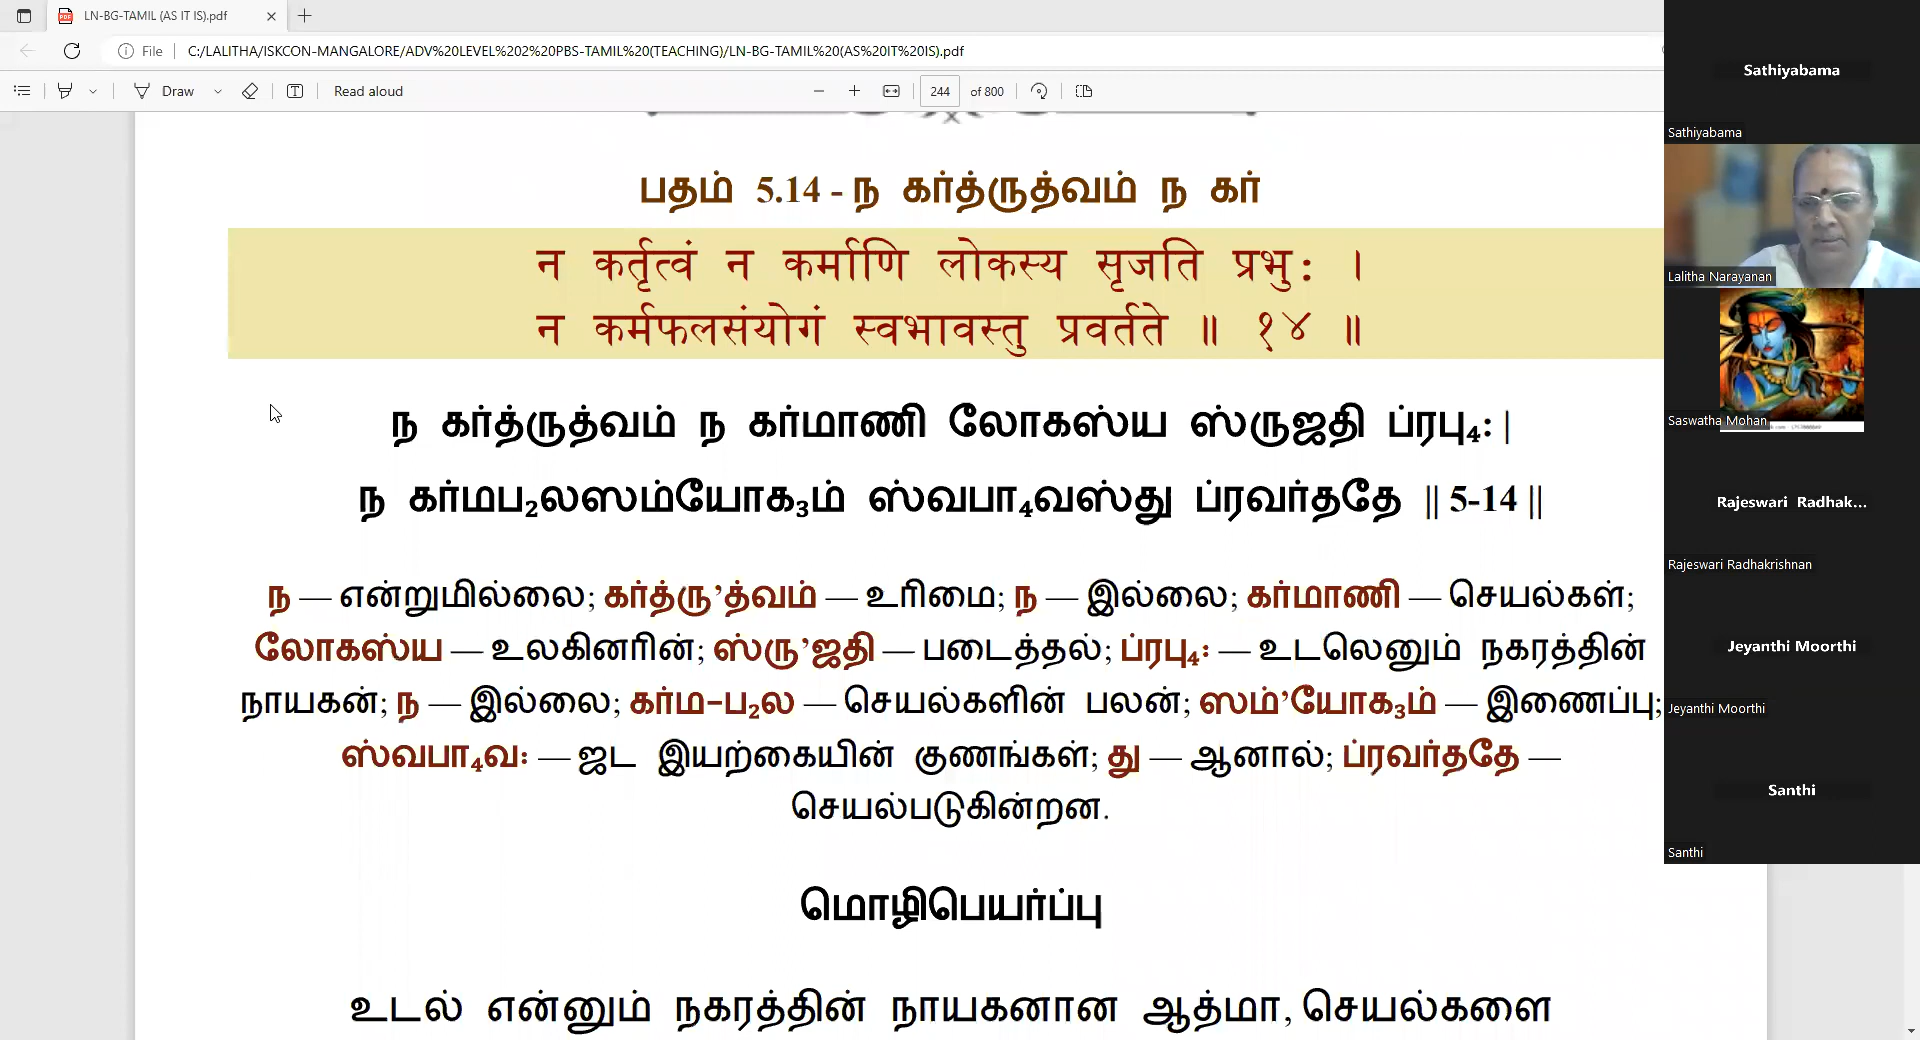 LN-BG-TAMIL (AS IT IS).pdf
File C:/LALITHA/ISKCON-MANGALORE/ADV%20LEVEL%202%20PBS-TAMIL%20(TEACHING)/LN-BG-TAMIL%20(AS%20IT%20IS).pdf
Draw Read aloud 244 of 800
பதம் 5.14 - ந கர்த்ருத்வம் ந கர்
न कर्तृत्वं न कर्माणि लोकस्य सृजति प्रभु: ।
न कर्मफलसंयोगं स्वभावस्तु प्रवर्तते ॥ १४ ॥
ந கர்த்ருத்வம் ந கர்மாணி லோகஸ்ய ஸ்ருஜதி ப்ரபு₄: |
ந கர்மப₂லஸம்யோக₃ம் ஸ்வபா₄வஸ்து ப்ரவர்ததே || 5-14 ||
ந — என்றுமில்லை; கர்த்ரு’த்வம் — உரிமை; ந — இல்லை; கர்மாணி — செயல்கள்;
லோகஸ்ய — உலகினரின்; ஸ்ரு’ஜதி — படைத்தல்; ப்ரபு₄: — உடலெனும் நகரத்தின்
நாயகன்; ந — இல்லை; கர்ம-ப₂ல — செயல்களின் பலன்; ஸம்’யோக₃ம் — இணைப்பு;
ஸ்வபா₄வ: — ஜட இயற்கையின் குணங்கள்; து — ஆனால்; ப்ரவர்ததே —
செயல்படுகின்றன.
மொழிபெயர்ப்பு
உடல் என்னும் நகரத்தின் நாயகனான ஆத்மா, செயல்களை
Sathiyabama
Sathiyabama
Lalitha Narayanan
Saswatha Mohan
Rajeswari Radhak...
Rajeswari Radhakrishnan
Jeyanthi Moorthi
Jeyanthi Moorthi
Santhi
Santhi